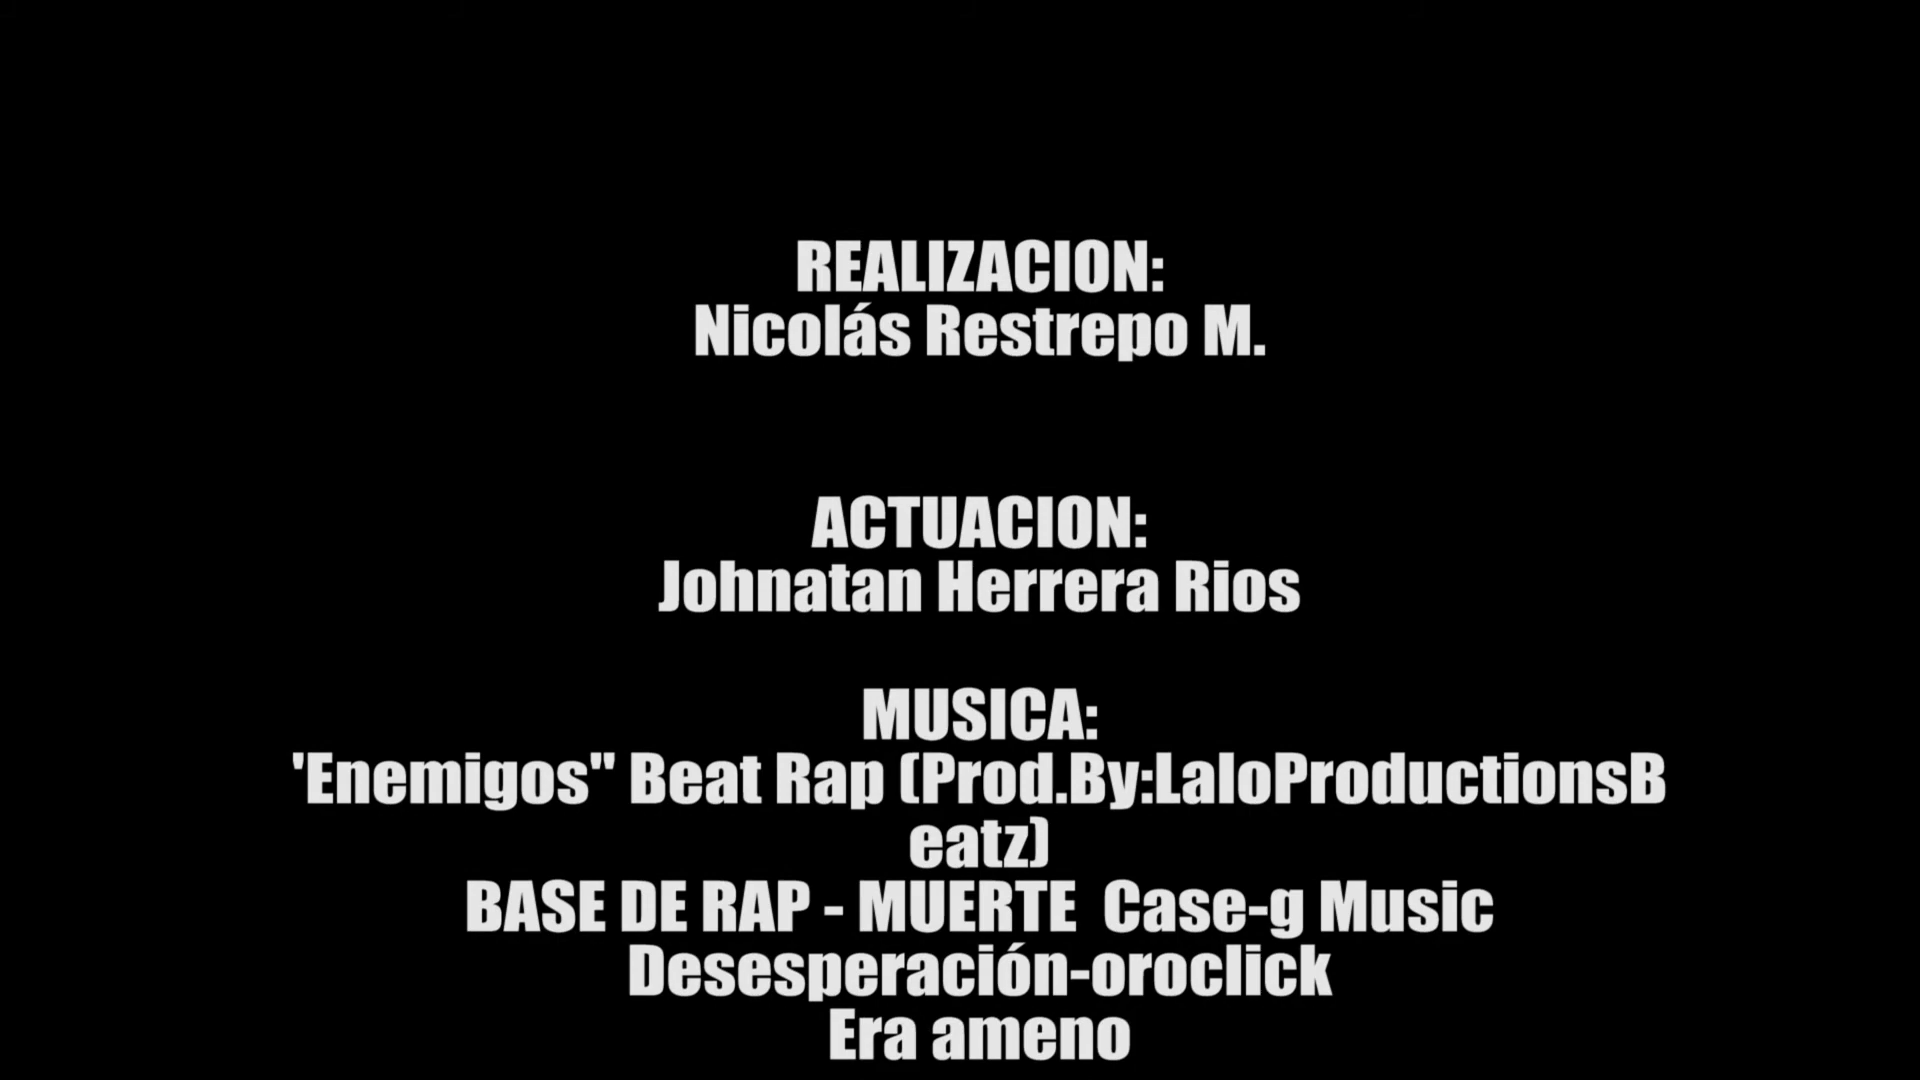 REALIZACION:
Nicolás Restrepo M.
ACTUACION:
Johnatan Herrera Rios
MUSICA:
'Enemigos" Beat Rap (Prod.By:LaloProductionsB
eatz)
BASE DE RAP - MUERTE  Case-g Music
Desesperación-oroclick
Era ameno